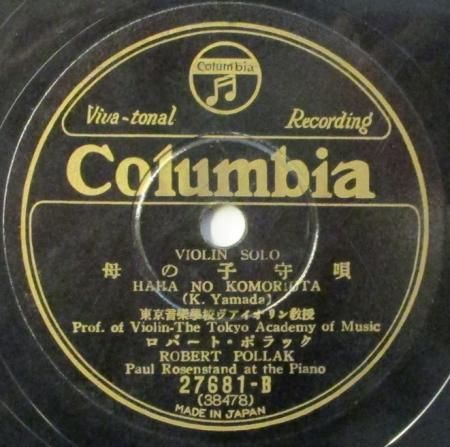 Columbia
Viva-tonal Recording
Columbia
VIOLIN SOLO
母の子守唄
HAHA NO KOMORIUTA
(K. Yamada)
東京音樂學校ヴァイオリン教授
Prof. of Violin-The Tokyo Academy of Music
ロバート・ポラック
ROBERT POLLAK
Paul Rosenstand at the Piano
27681-B
(38478)
MADE IN JAPAN